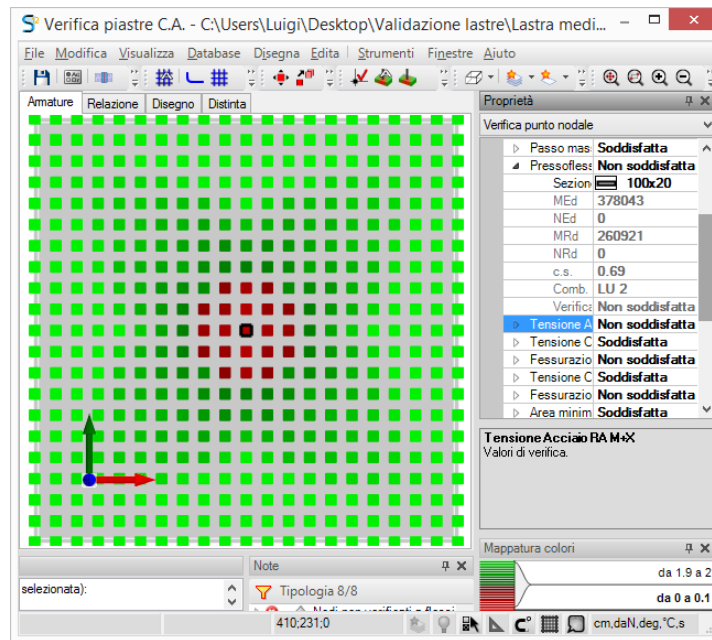 Verifica piastre C.A. - C:\Users\Luigi\Desktop\Validazione lastre\Lastra medi...
File Modifica Visualizza Database Disegna Edita Strumenti Finestre Aiuto
Armature Relazione Disegno Distinta
Proprietà
Verifica punto nodale
Passo mas Soddisfatta
Pressofless Non soddisfatta
Sezion 100x20
MEd 378043
NEd 0
MRd 260921
NRd 0
c.s. 0.69
Comb. LU 2
Verifica Non soddisfatta
Tensione A Non soddisfatta
Tensione C Soddisfatta
Fessurazio Soddisfatta
Tensione C Soddisfatta
Fessurazio Non soddisfatta
Area minim Soddisfatta
Tensione Acciaio RA M+X
Valori di verifica.
Mappatura colori
da 1.9 a 2
da 0 a 0.1
Note
Tipologia 8/8
selezionata):
410;231;0
cm,daN,deg,°C,s